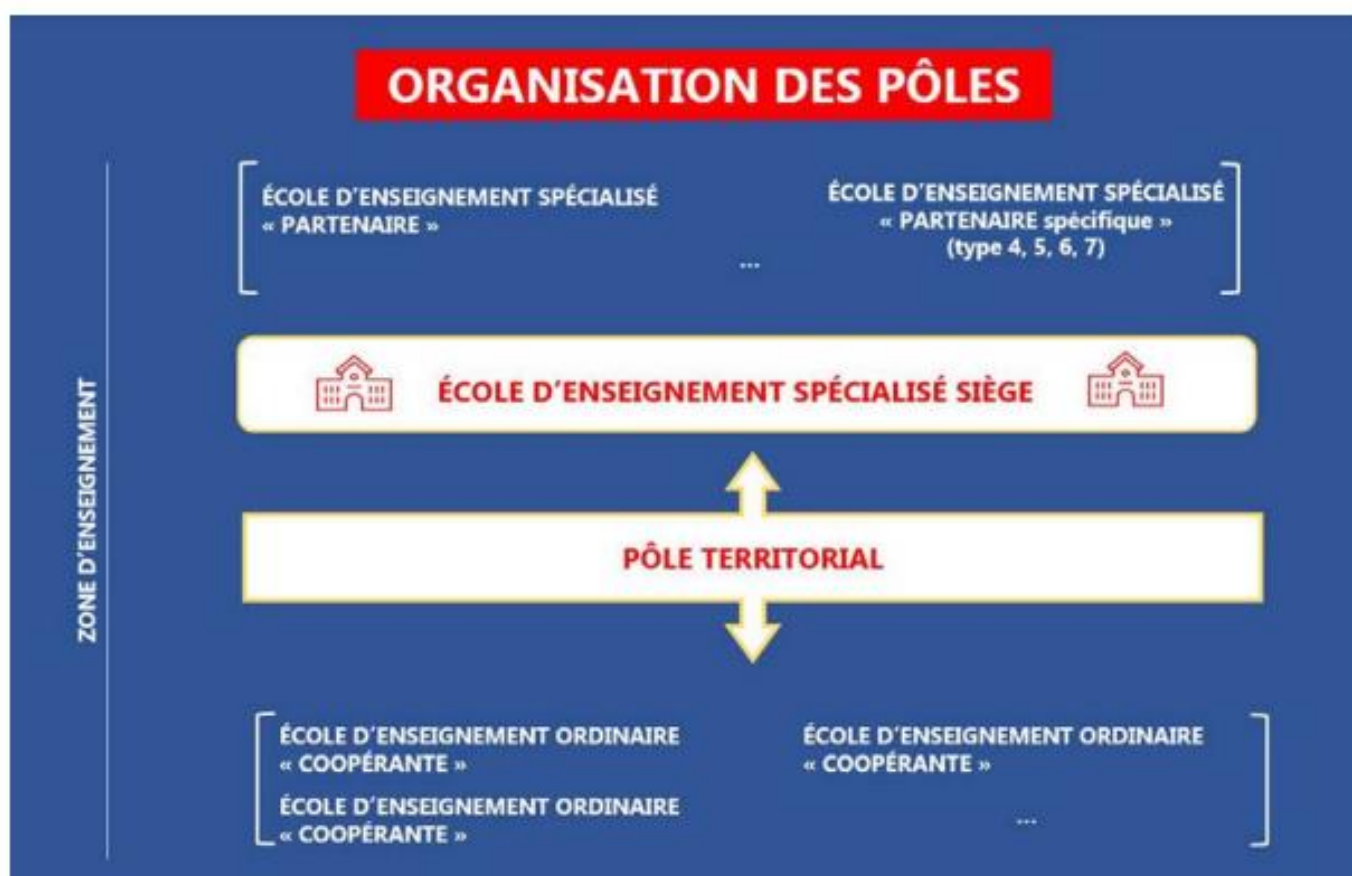 ORGANISATION DES PÔLES
ZONE D'ENSEIGNEMENT
ÉCOLE D'ENSEIGNEMENT SPÉCIALISÉ
« PARTENAIRE »
...
ÉCOLE D'ENSEIGNEMENT SPÉCIALISÉ
« PARTENAIRE spécifique »
(type 4, 5, 6, 7)
ÉCOLE D'ENSEIGNEMENT SPÉCIALISÉ SIÈGE
PÔLE TERRITORIAL
ÉCOLE D'ENSEIGNEMENT ORDINAIRE
« COOPÉRANTE »
ÉCOLE D'ENSEIGNEMENT ORDINAIRE
« COOPÉRANTE »
ÉCOLE D'ENSEIGNEMENT ORDINAIRE
« COOPÉRANTE »
...